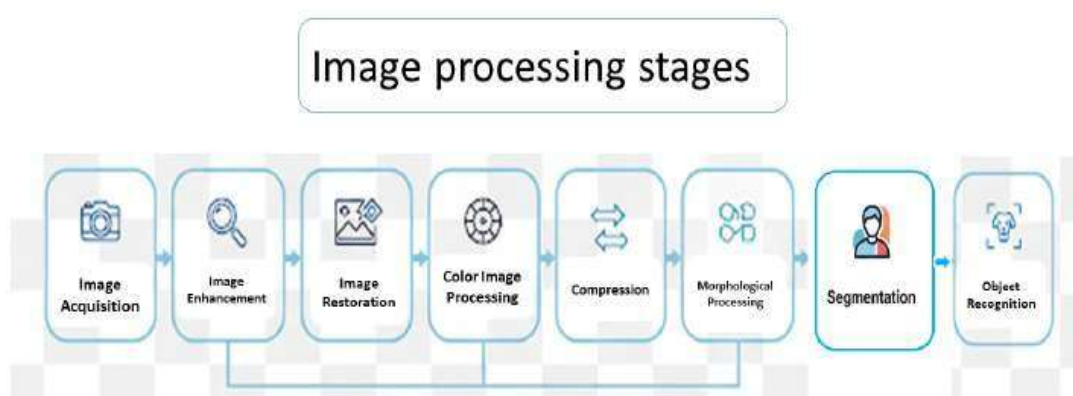 Image processing stages
Image
Acquisition
Image
Enhancement
Image
Restoration
Color Image
Processing
Compression
Morphological
Processing
Segmentation
Object
Recognition